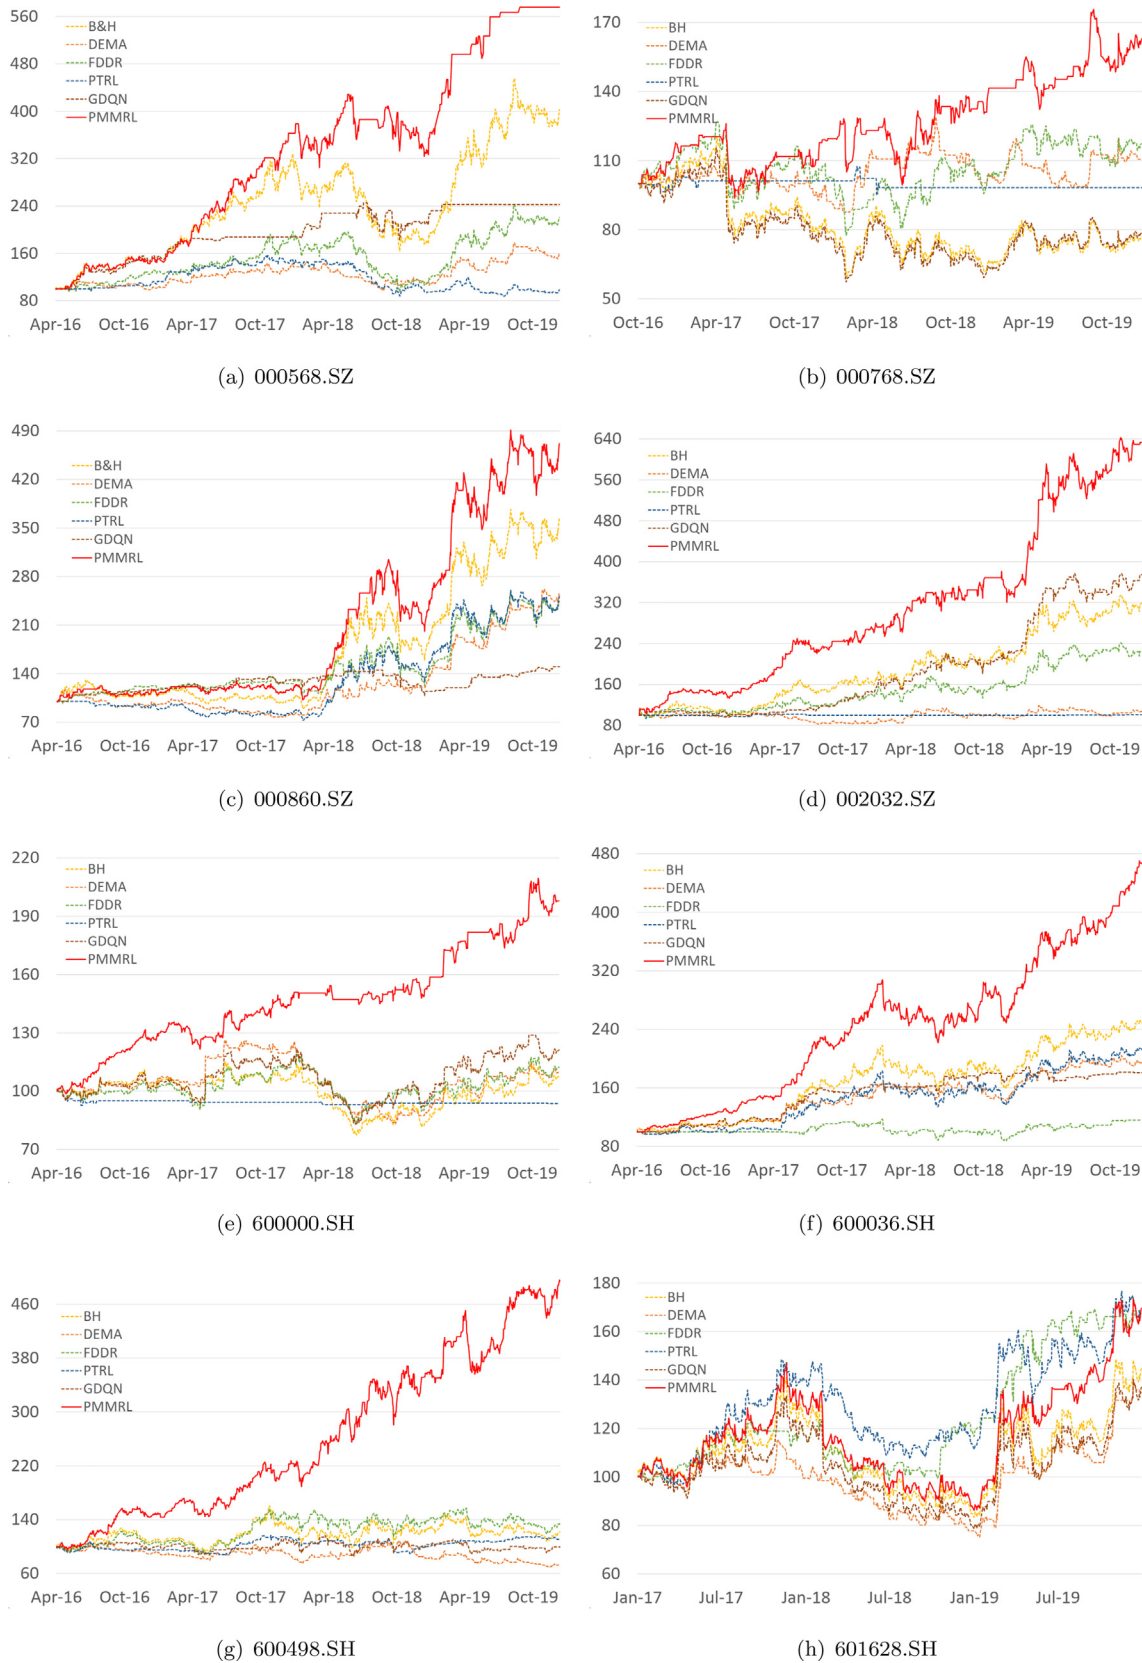 560
480
400
320
240
160
80
B&H
DEMA
FDDR
PTRL
GDQN
PMMRL
Apr-16 Oct-16 Apr-17 Oct-17 Apr-18 Oct-18 Apr-19 Oct-19
(a) 000568.SZ
170
140
110
80
50
BH
DEMA
FDDR
PTRL
GDQN
PMMRL
Oct-16 Apr-17 Oct-17 Apr-18 Oct-18 Apr-19 Oct-19
(b) 000768.SZ
490
420
350
280
210
140
70
B&H
DEMA
FDDR
PTRL
GDQN
PMMRL
Apr-16 Oct-16 Apr-17 Oct-17 Apr-18 Oct-18 Apr-19 Oct-19
(c) 000860.SZ
640
560
480
400
320
240
160
80
BH
DEMA
FDDR
PTRL
GDQN
PMMRL
Apr-16 Oct-16 Apr-17 Oct-17 Apr-18 Oct-18 Apr-19 Oct-19
(d) 002032.SZ
220
190
160
130
100
70
BH
DEMA
FDDR
PTRL
GDQN
PMMRL
Apr-16 Oct-16 Apr-17 Oct-17 Apr-18 Oct-18 Apr-19 Oct-19
(e) 600000.SH
480
400
320
240
160
80
BH
DEMA
FDDR
PTRL
GDQN
PMMRL
Apr-16 Oct-16 Apr-17 Oct-17 Apr-18 Oct-18 Apr-19 Oct-19
(f) 600036.SH
460
380
300
220
140
60
BH
DEMA
FDDR
PTRL
GDQN
PMMRL
Apr-16 Oct-16 Apr-17 Oct-17 Apr-18 Oct-18 Apr-19 Oct-19
(g) 600498.SH
180
160
140
120
100
80
60
BH
DEMA
FDDR
PTRL
GDQN
PMMRL
Jan-17 Jul-17 Jan-18 Jul-18 Jan-19 Jul-19
(h) 601628.SH